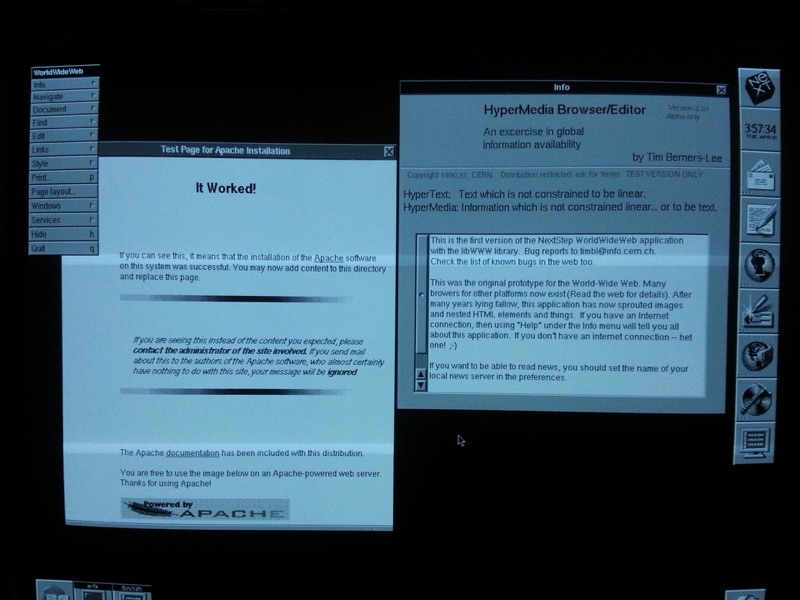 WorldWideWeb
Info r
Navigate r
Document r
Find r
Edit r
Links r
Style r
Print... p
Page layout...
Windows r
Services r
Hide h
Quit q
Test Page for Apache Installation
It Worked!
If you can see this, it means that the installation of the Apache software
on this system was successful. You may now add content to this directory
and replace this page.
If you are seeing this instead of the content you expected, please
contact the administrator of the site involved. If you send mail
about this to the authors of the Apache software, who almost certainly
have nothing to do with this site, your message will be ignored.
The Apache documentation has been included with this distribution.
You are free to use the image below on an Apache-powered web server.
Thanks for using Apache!
Powered by
APACHE
Info
HyperMedia Browser/Editor
Version 2.01
Alpha only
An excercise in global
information availability
by Tim Berners-Lee
Copyright 1990,91, CERN. Distribution restricted: ask for terms. TEST VERSION ONLY
HyperText: Text which is not constrained to be linear.
HyperMedia: Information which is not constrained linear... or to be text.
This is the first version of the NextStep WorldWideWeb application
with the libWWW library. Bug reports to timbl@info.cern.ch.
Check the list of known bugs in the web too.
This was the original prototype for the World-Wide Web. Many
browers for other platforms now exist (Read the web for details). After
many years lying fallow, this application has now sprouted images
and nested HTML elements and things. If you have an Internet
connection, then using "Help" under the Info menu will tell you all
about this application. If you don't have an internet connection -- het
one! ;-)
If you want to be able to read news, you should set the name of your
local news server in the preferences.
NeXT
3:57:34
TUE APR